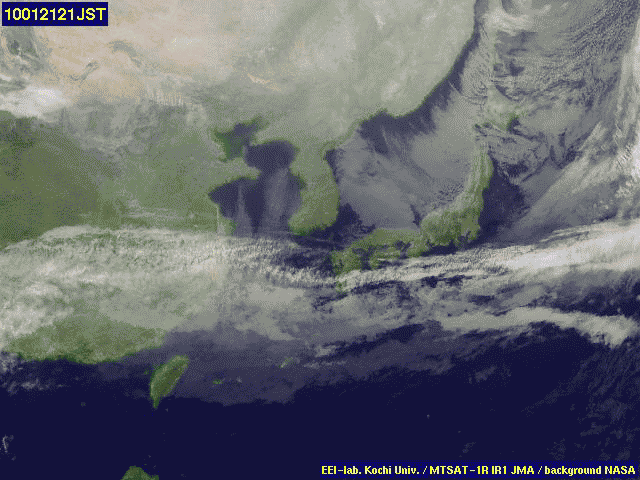 10012121JST
EEI-lab. Kochi Univ. / MTSAT-1R IR1 JMA / background NASA